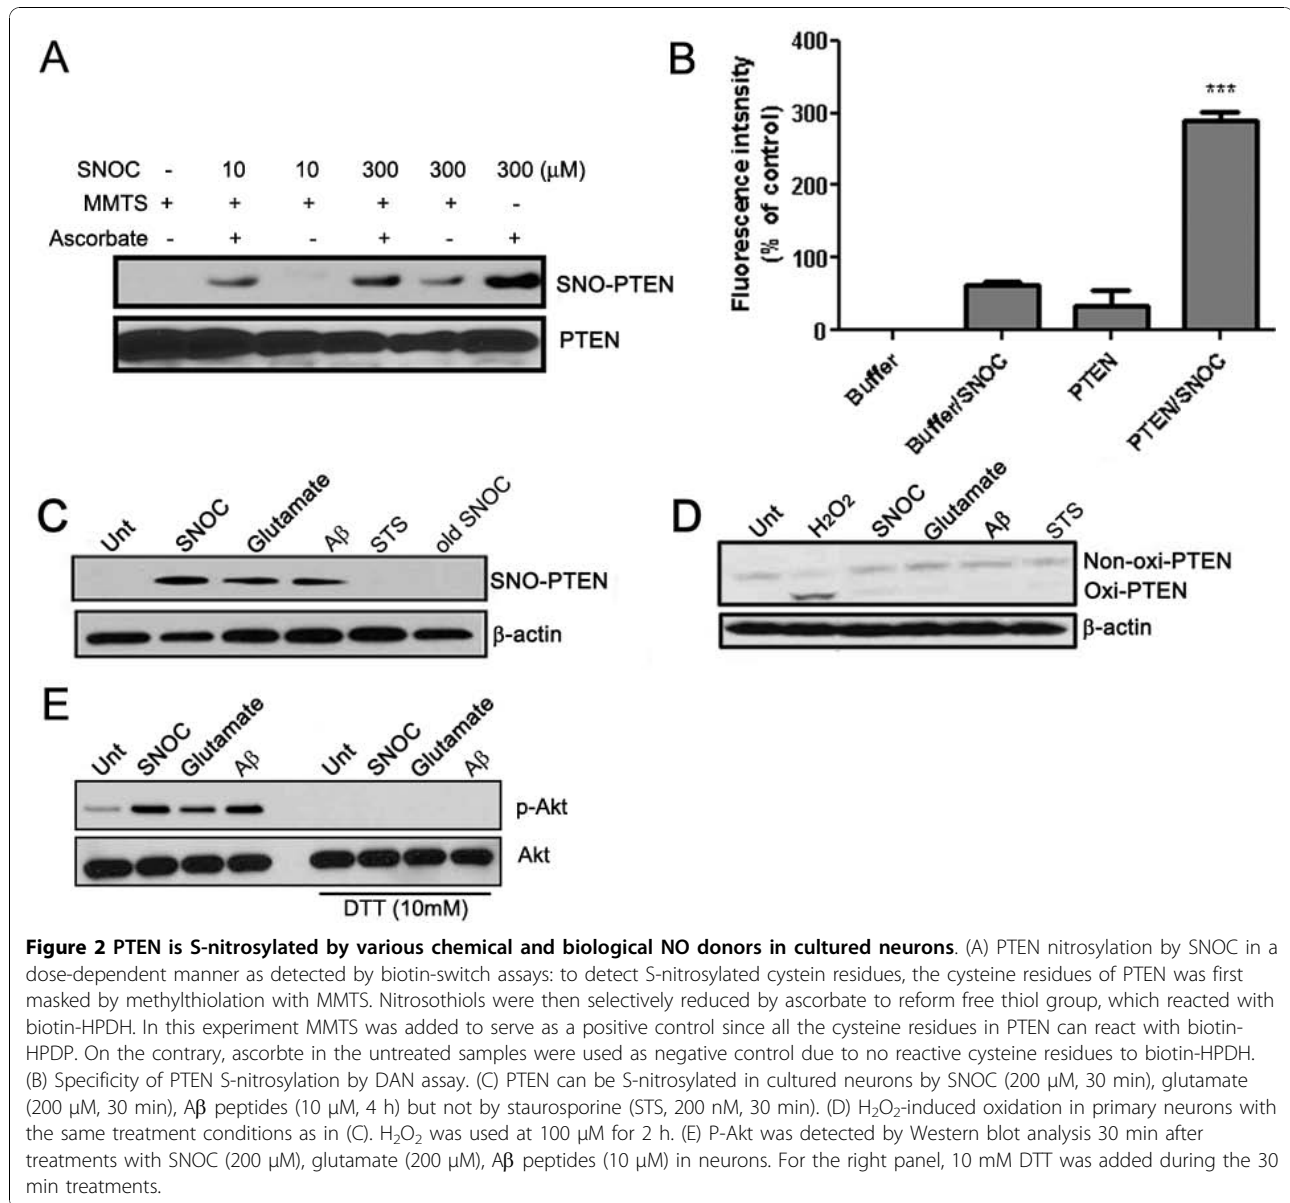 A
SNOC - 10 10 300 300 300 (μM)
MMTS + + + + + -
Ascorbate - + - + - +
SNO-PTEN
PTEN
B
Fluorescence intsnsity
(% of control)
400
300
200
100
0
***
Buffer
Buffer/SNOC
PTEN
PTEN/SNOC
C
Unt SNOC Glutamate Aβ STS old SNOC
SNO-PTEN
β-actin
D
Unt H₂O₂ SNOC Glutamate Aβ STS
Non-oxi-PTEN
Oxi-PTEN
β-actin
E
Unt SNOC Glutamate Aβ Unt SNOC Glutamate Aβ
p-Akt
Akt
DTT (10mM)
Figure 2 PTEN is S-nitrosylated by various chemical and biological NO donors in cultured neurons. (A) PTEN nitrosylation by SNOC in a
dose-dependent manner as detected by biotin-switch assays: to detect S-nitrosylated cystein residues, the cysteine residues of PTEN was first
masked by methylthiolation with MMTS. Nitrosothiols were then selectively reduced by ascorbate to reform free thiol group, which reacted with
biotin-HPDH. In this experiment MMTS was added to serve as a positive control since all the cysteine residues in PTEN can react with biotin-
HPDP. On the contrary, ascorbte in the untreated samples were used as negative control due to no reactive cysteine residues to biotin-HPDH.
(B) Specificity of PTEN S-nitrosylation by DAN assay. (C) PTEN can be S-nitrosylated in cultured neurons by SNOC (200 μM, 30 min), glutamate
(200 μM, 30 min), Aβ peptides (10 μM, 4 h) but not by staurosporine (STS, 200 nM, 30 min). (D) H₂O₂-induced oxidation in primary neurons with
the same treatment conditions as in (C). H₂O₂ was used at 100 μM for 2 h. (E) P-Akt was detected by Western blot analysis 30 min after
treatments with SNOC (200 μM), glutamate (200 μM), Aβ peptides (10 μM) in neurons. For the right panel, 10 mM DTT was added during the 30
min treatments.